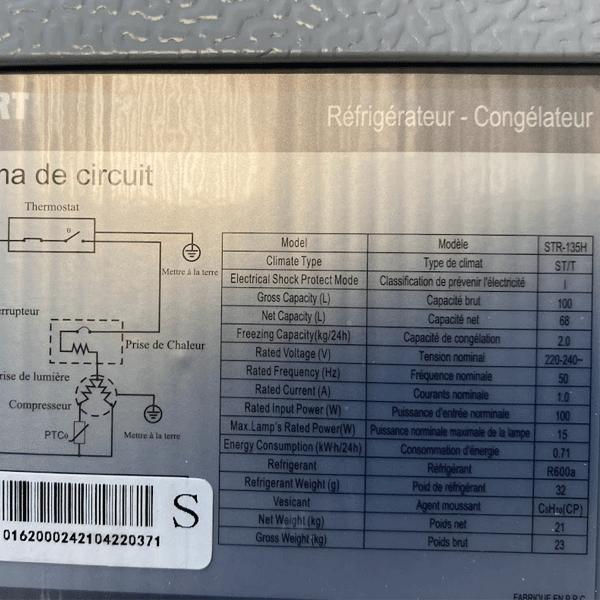 RT
Réfrigérateur - Congélateur
ma de circuit
Thermostat
θ
Mettre à la terre
Prise de Chaleur
rise de lumière
Compresseur
PTCθ
Mettre à la terre
Model Modèle STR-135H
Climate Type Type de climat ST/T
Electrical Shock Protect Mode Classification de prévenir l'électricité I
Gross Capacity (L) Capacité brut 100
Net Capacity (L) Capacité net 68
Freezing Capacity(kg/24h) Capacité de congélation 2.0
Rated Voltage (V) Tension nominal 220-240~
Rated Frequency (Hz) Fréquence nominale 50
Rated Current (A) Courants nominale 1.0
Rated Input Power (W) Puissance d'entrée nominale 100
Max.Lamp's Rated Power(W) Puissance nominale maximale de la lampe 15
Energy Consumption (kW·h/24h) Consommation d'énergie 0.71
Refrigerant Réfrigérant R600a
Refrigerant Weight (g) Poid de réfrigérant 32
Vesicant Agent moussant C5H10(CP)
Net Weight (kg) Poids net 21
Gross Weight (kg) Poids brut 23
S
0162000242104220371
FABRIQUE EN P.R.C